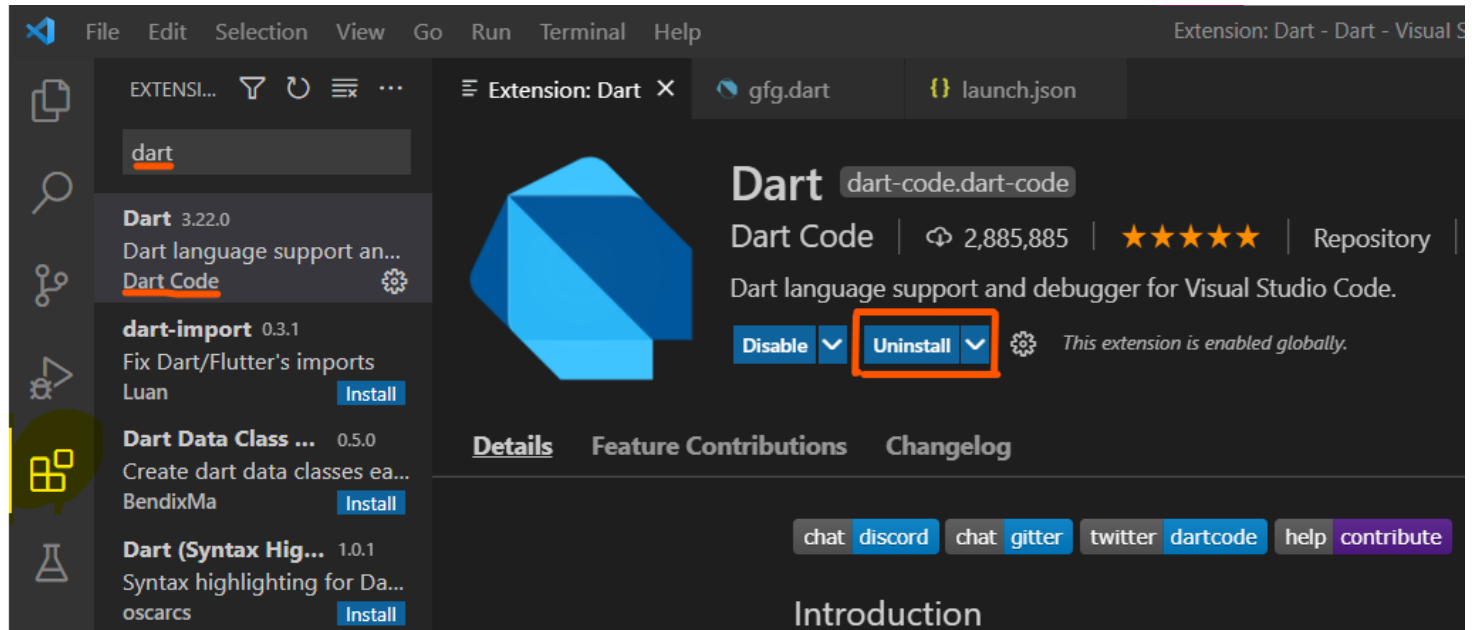 File Edit Selection View Go Run Terminal Help
Extension: Dart - Dart - Visual S
EXTENSI...
dart
Dart 3.22.0
Dart language support an...
Dart Code
dart-import 0.3.1
Fix Dart/Flutter's imports
Luan Install
Dart Data Class ... 0.5.0
Create dart data classes ea...
BendixMa Install
Dart (Syntax Hig... 1.0.1
Syntax highlighting for Da...
oscarcs Install
Extension: Dart gfg.dart {} launch.json
Dart dart-code.dart-code
Dart Code 2,885,885 Repository
Dart language support and debugger for Visual Studio Code.
Disable Uninstall This extension is enabled globally.
Details Feature Contributions Changelog
chat discord chat gitter twitter dartcode help contribute
Introduction